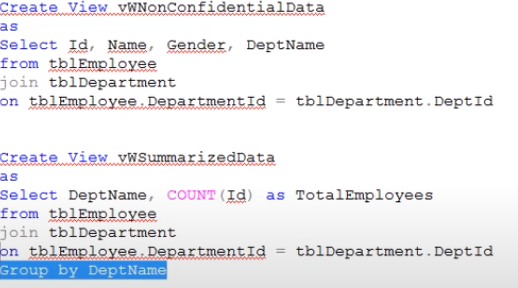 Create View vWNonConfidentialData
as
Select Id, Name, Gender, DeptName
from tblEmployee
join tblDepartment
on tblEmployee.DepartmentId = tblDepartment.DeptId
Create View vWSummarizedData
as
Select DeptName, COUNT(Id) as TotalEmployees
from tblEmployee
join tblDepartment
on tblEmployee.DepartmentId = tblDepartment.DeptId
Group by DeptName